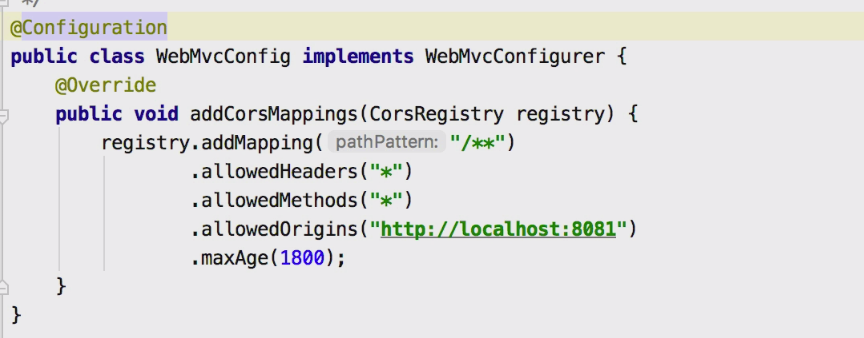 */
@Configuration
public class WebMvcConfig implements WebMvcConfigurer {
    @Override
    public void addCorsMappings(CorsRegistry registry) {
        registry.addMapping( pathPattern: "/**")
                .allowedHeaders("*")
                .allowedMethods("*")
                .allowedOrigins("http://localhost:8081")
                .maxAge(1800);
    }
}